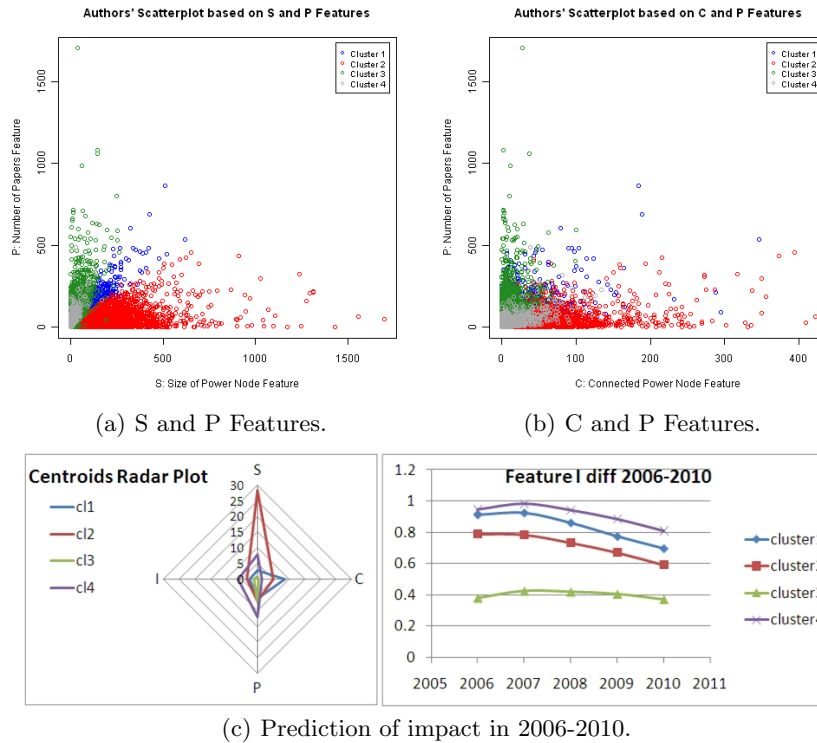 Authors' Scatterplot based on S and P Features
P: Number of Papers Feature
1500
1000
500
0
Cluster 1
Cluster 2
Cluster 3
Cluster 4
0 500 1000 1500
S: Size of Power Node Feature
(a) S and P Features.
Authors' Scatterplot based on C and P Features
P: Number of Papers Feature
1500
1000
500
0
Cluster 1
Cluster 2
Cluster 3
Cluster 4
0 100 200 300 400
C: Connected Power Node Feature
(b) C and P Features.
Centroids Radar Plot
cl1
cl2
cl3
cl4
S
30
25
20
15
10
5
0
I
C
P
Feature I diff 2006-2010
1.2
1
0.8
0.6
0.4
0.2
0
2005 2006 2007 2008 2009 2010 2011
cluster1
cluster2
cluster3
cluster4
(c) Prediction of impact in 2006-2010.